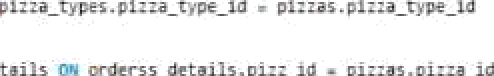 pizza_types.pizza_type_id = pizzas.pizza_type_id
tails ON orderss_details.pizz_id = pizzas.pizza_id